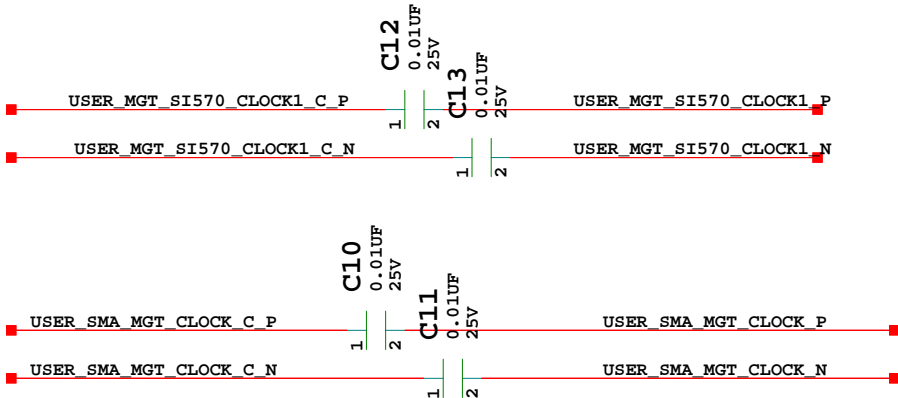 C12
0.01UF
25V
USER_MGT_SI570_CLOCK1_C_P
1
2
USER_MGT_SI570_CLOCK1_P
C13
0.01UF
25V
USER_MGT_SI570_CLOCK1_C_N
1
2
USER_MGT_SI570_CLOCK1_N
C10
0.01UF
25V
USER_SMA_MGT_CLOCK_C_P
1
2
USER_SMA_MGT_CLOCK_P
C11
0.01UF
25V
USER_SMA_MGT_CLOCK_C_N
1
2
USER_SMA_MGT_CLOCK_N